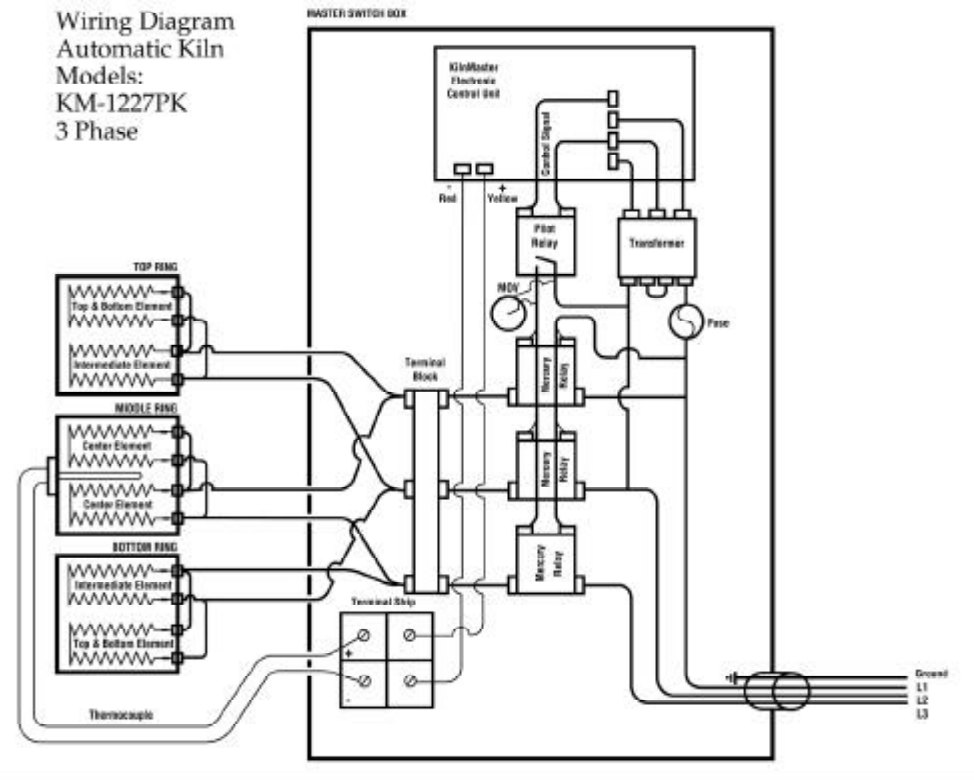 Wiring Diagram
Automatic Kiln
Models:
KM-1227PK
3 Phase
MASTER SWITCH BOX
KilnMaster
Electronic
Control Unit
Control Signal
-
Red
+
Yellow
Pilot
Relay
Transformer
MOV
Fuse
TOP RING
Top & Bottom Element
Intermediate Element
Terminal
Block
Mercury
Relay
MIDDLE RING
Center Element
Center Element
Mercury
Relay
BOTTOM RING
Intermediate Element
Top & Bottom Element
Mercury
Relay
Terminal Strip
+
-
Thermocouple
Ground
L1
L2
L3